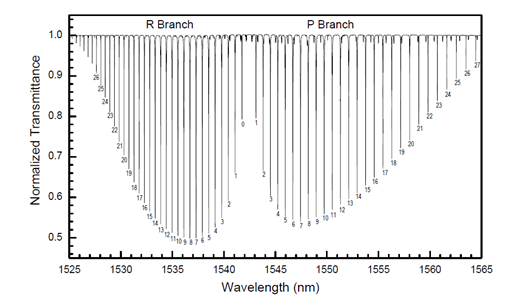 R Branch P Branch
1.0
0.9
0.8
0.7
0.6
0.5
Normalized Transmittance
26 25 24 23 22 21 20 19 18 17 16 15 14 13 12 11 10 9 8 7 6 5 4 3 2 1 0
1 2 3 4 5 6 7 8 9 10 11 12 13 14 15 16 17 18 19 20 21 22 23 24 25 26 27
1525 1530 1535 1540 1545 1550 1555 1560 1565
Wavelength (nm)